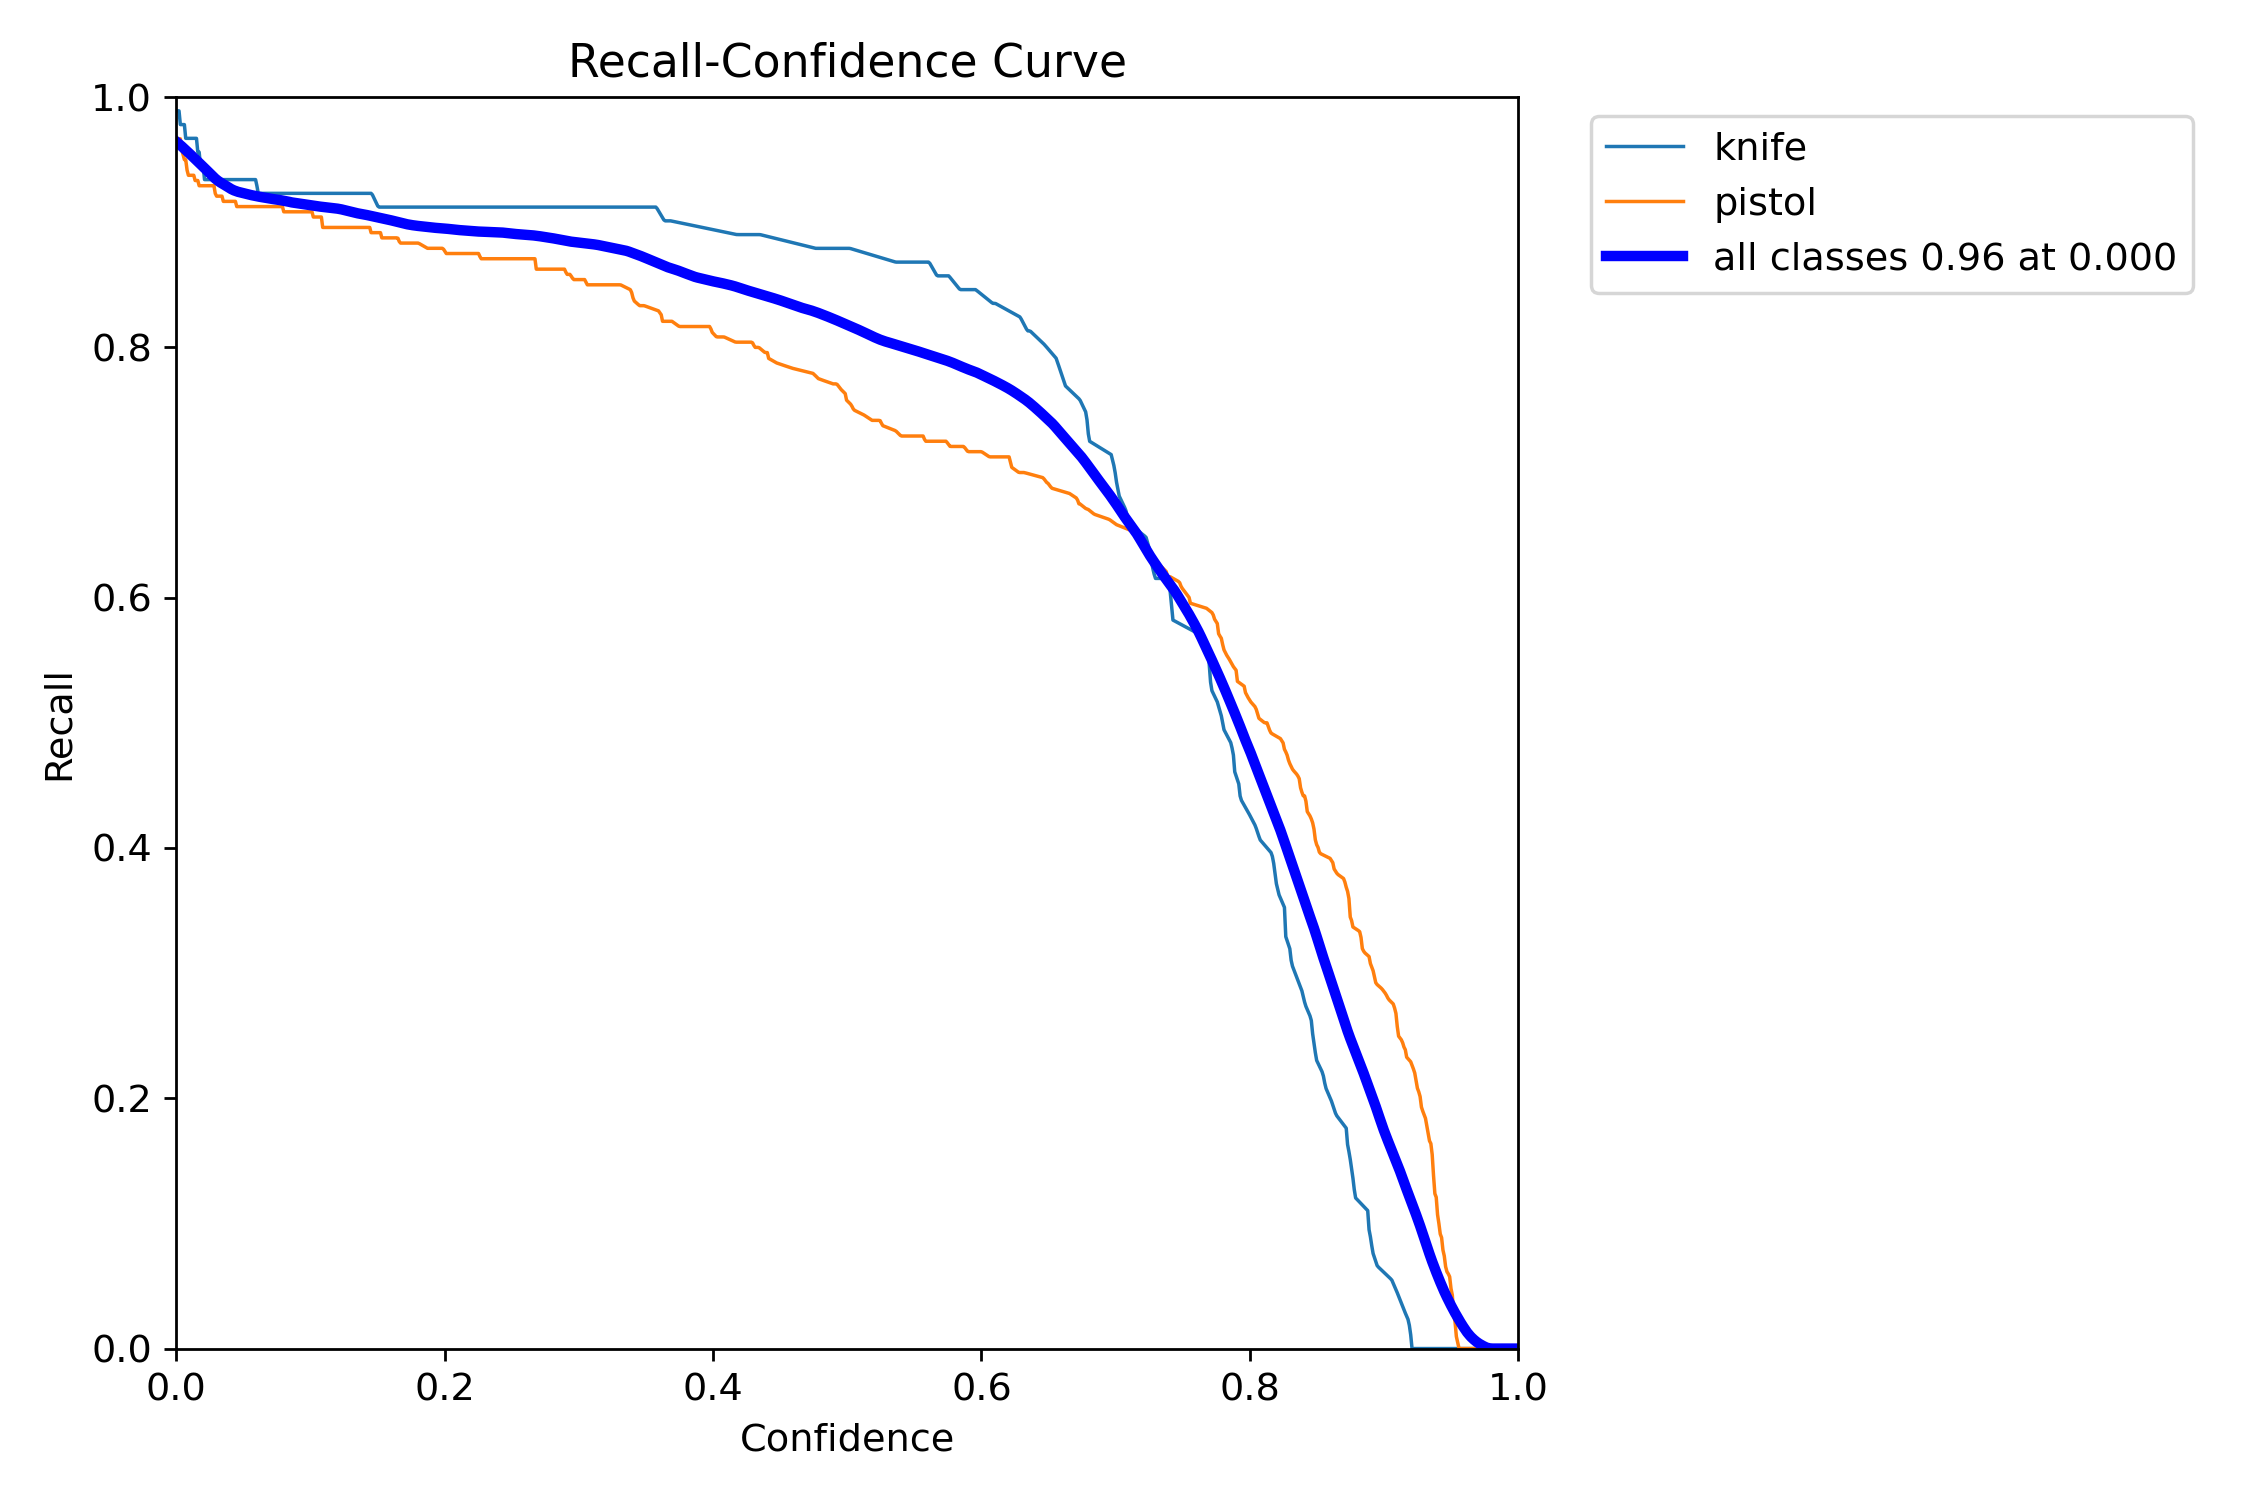 Recall-Confidence Curve
1.0
0.8
0.6
0.4
0.2
0.0
Recall
0.0 0.2 0.4 0.6 0.8 1.0
Confidence
knife
pistol
all classes 0.96 at 0.000